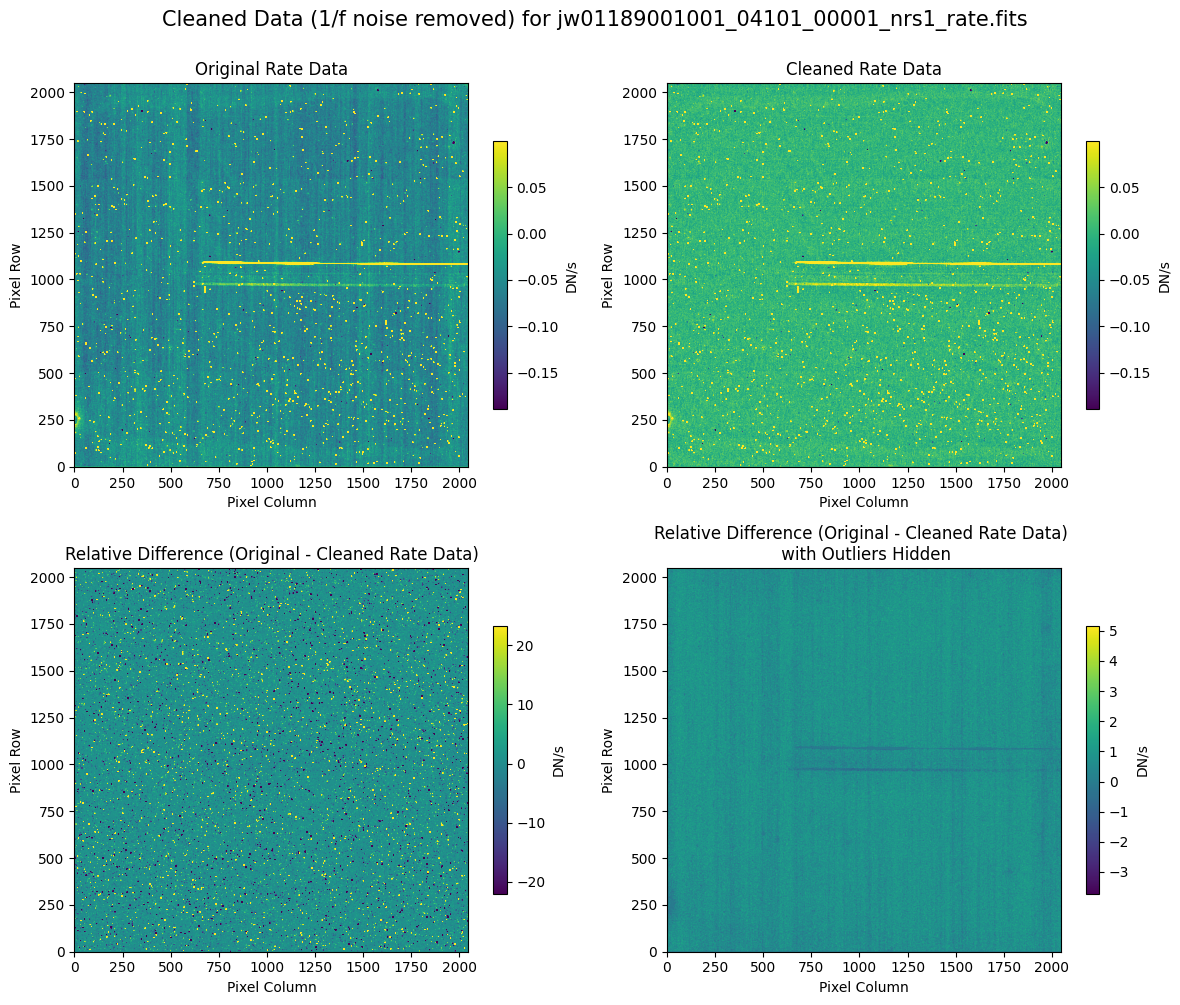 Cleaned Data (1/f noise removed) for jw01189001001_04101_00001_nrs1_rate.fits
Original Rate Data
2000
1750
1500
1250
1000
750
500
250
0
Pixel Row
0 250 500 750 1000 1250 1500 1750 2000
Pixel Column
0.05
0.00
−0.05
−0.10
−0.15
DN/s
Cleaned Rate Data
2000
1750
1500
1250
1000
750
500
250
0
Pixel Row
0 250 500 750 1000 1250 1500 1750 2000
Pixel Column
0.05
0.00
−0.05
−0.10
−0.15
DN/s
Relative Difference (Original - Cleaned Rate Data)
2000
1750
1500
1250
1000
750
500
250
0
Pixel Row
0 250 500 750 1000 1250 1500 1750 2000
Pixel Column
20
10
0
−10
−20
DN/s
Relative Difference (Original - Cleaned Rate Data)
with Outliers Hidden
2000
1750
1500
1250
1000
750
500
250
0
Pixel Row
0 250 500 750 1000 1250 1500 1750 2000
Pixel Column
5
4
3
2
1
0
−1
−2
−3
DN/s